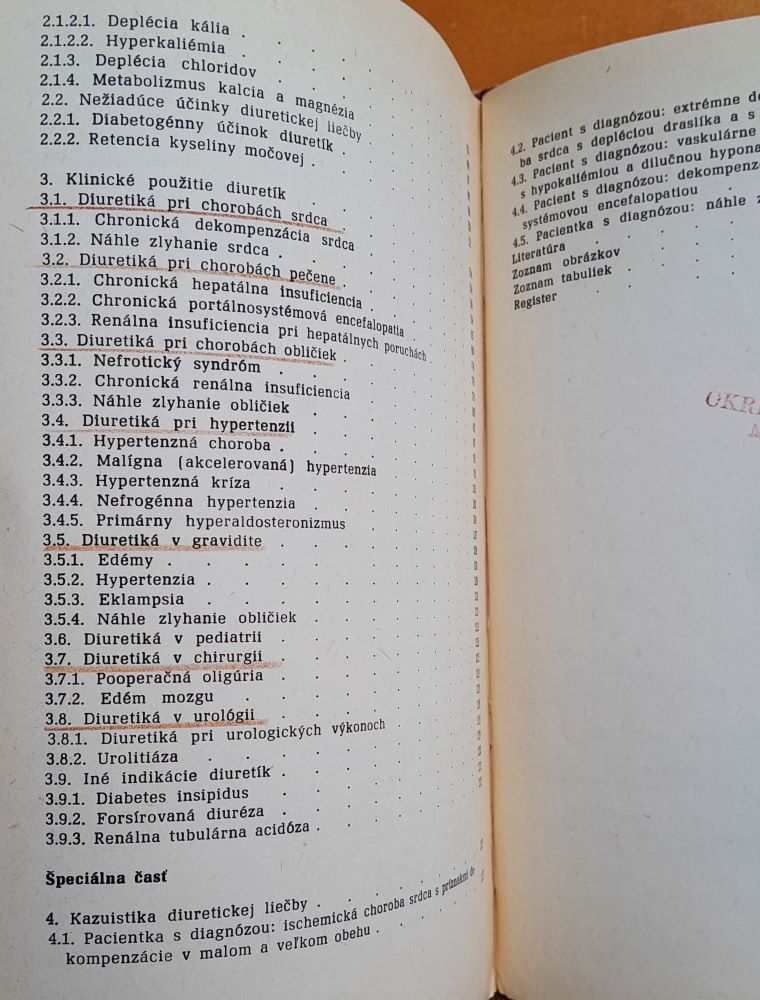 2.1.2.1. Deplécia kália
2.1.2.2. Hyperkaliémia
2.1.3. Deplécia chloridov
2.1.4. Metabolizmus kalcia a magnézia
2.2. Nežiadúce účinky diuretickej liečby
2.2.1. Diabetogénny účinok diuretík
2.2.2. Retencia kyseliny močovej
3. Klinické použitie diuretík
3.1. Diuretiká pri chorobách srdca
3.1.1. Chronická dekompenzácia srdca
3.1.2. Náhle zlyhanie srdca
3.2. Diuretiká pri chorobách pečene
3.2.1. Chronická hepatálna insuficiencia
3.2.2. Chronická portálnosystémová encefalopatia
3.2.3. Renálna insuficiencia pri hepatálnych poruchách
3.3. Diuretiká pri chorobách obličiek
3.3.1. Nefrotický syndróm
3.3.2. Chronická renálna insuficiencia
3.3.3. Náhle zlyhanie obličiek
3.4. Diuretiká pri hypertenzii
3.4.1. Hypertenzná choroba
3.4.2. Malígna (akcelerovaná) hypertenzia
3.4.3. Hypertenzná kríza
3.4.4. Nefrogénna hypertenzia
3.4.5. Primárny hyperaldosteronizmus
3.5. Diuretiká v gravidite
3.5.1. Edémy
3.5.2. Hypertenzia
3.5.3. Eklampsia
3.5.4. Náhle zlyhanie obličiek
3.6. Diuretiká v pediatrii
3.7. Diuretiká v chirurgii
3.7.1. Pooperačná oligúria
3.7.2. Edém mozgu
3.8. Diuretiká v urológii
3.8.1. Diuretiká pri urologických výkonoch
3.8.2. Urolitiáza
3.9. Iné indikácie diuretík
3.9.1. Diabetes insipidus
3.9.2. Forsírovaná diuréza
3.9.3. Renálna tubulárna acidóza
Špeciálna časť
4. Kazuistika diuretickej liečby
4.1. Pacientka s diagnózou: ischemická choroba srdca s príznakmi de
kompenzácie v malom a veľkom obehu
4.2. Pacient s diagnózou: extrémne de
ba srdca s depléciou draslíka a s
4.3. Pacient s diagnózou: vaskulárne
s hypokaliémiou a dilučnou hypona
4.4. Pacient s diagnózou: dekompenz
systémovou encefalopatiou
4.5. Pacientka s diagnózou: náhle z
Literatúra
Zoznam obrázkov
Zoznam tabuliek
Register
OKR